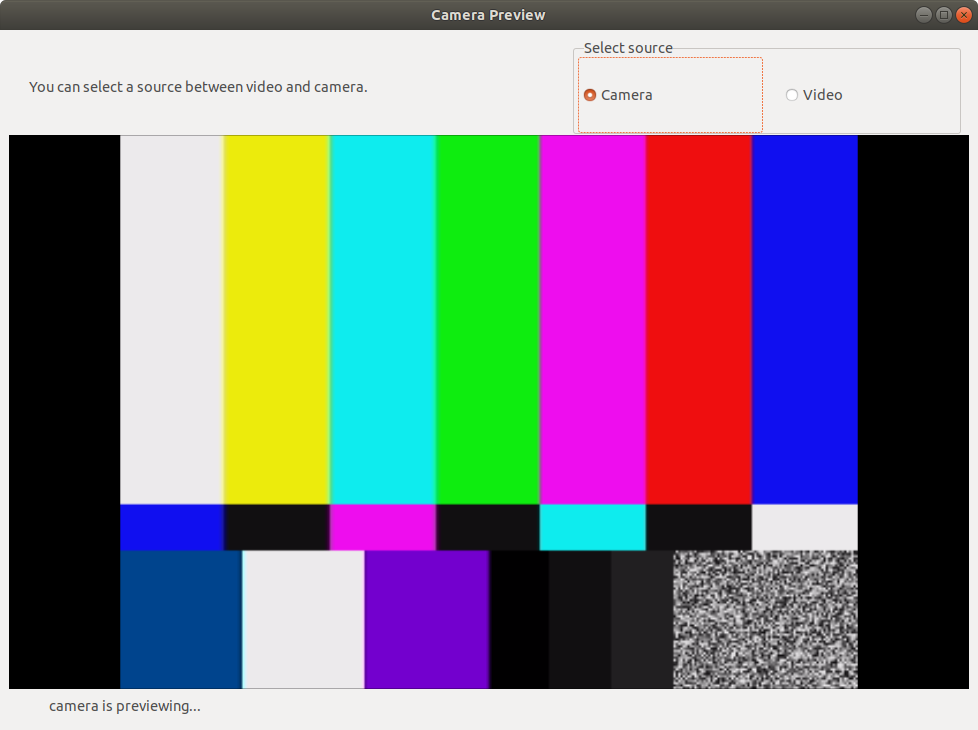 Camera Preview
Select source
You can select a source between video and camera.
Camera
Video
camera is previewing...